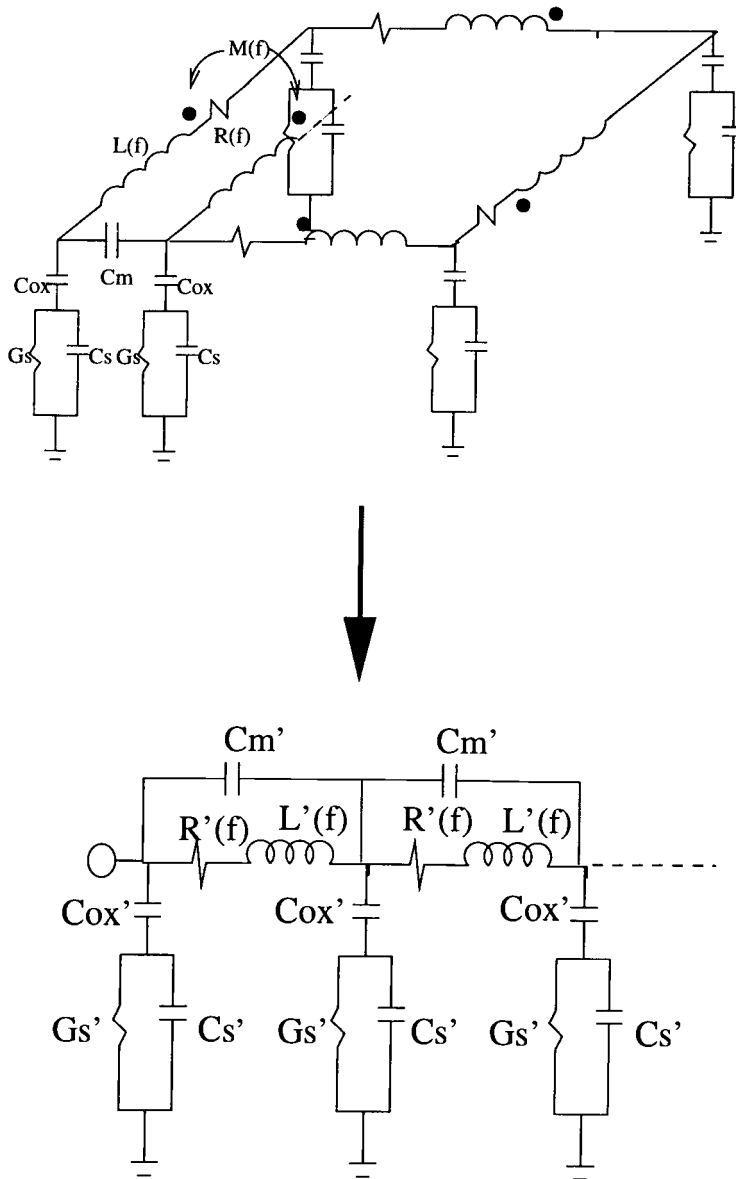 M(f)
R(f)
L(f)
Cm
Cox
Cox
Gs
Cs
Gs
Cs
Cm'
Cm'
R'(f)
L'(f)
R'(f)
L'(f)
Cox'
Cox'
Cox'
Gs'
Cs'
Gs'
Cs'
Gs'
Cs'